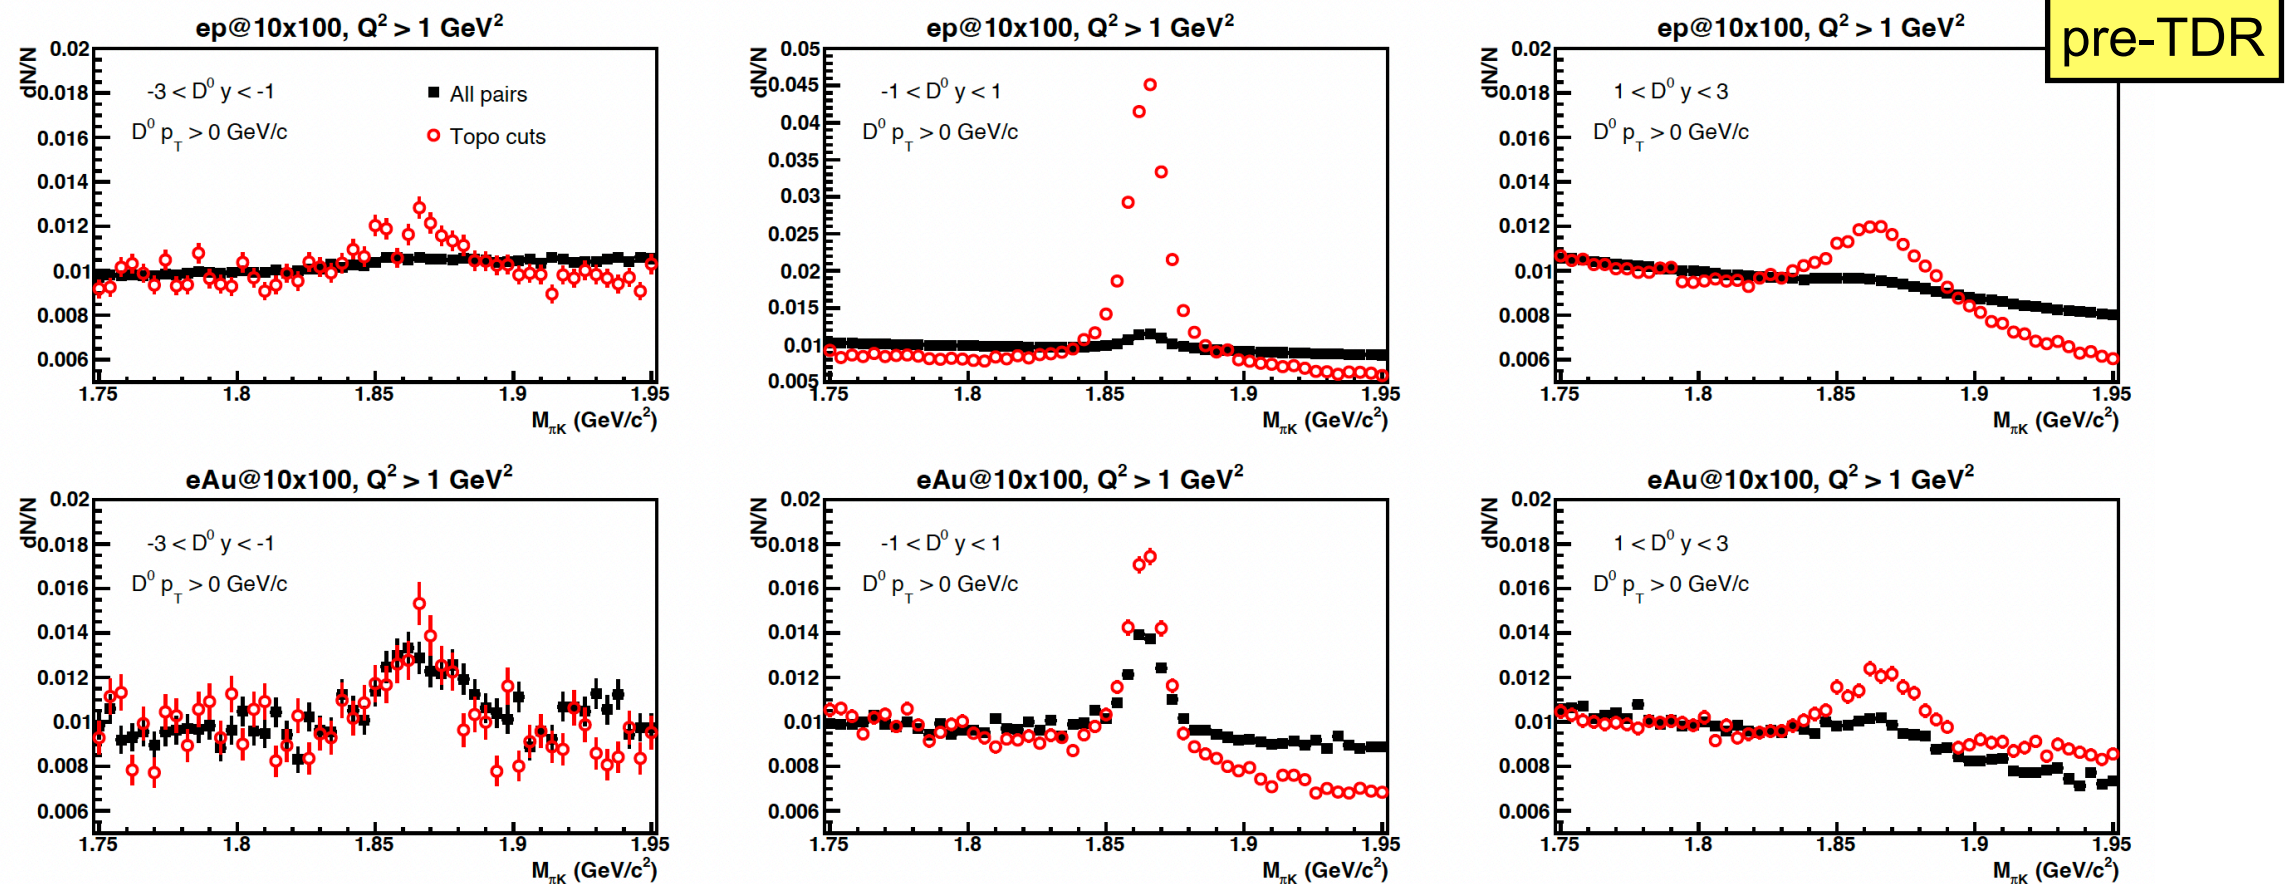 pre-TDR
ep@10x100, Q² > 1 GeV²
dN/N
0.02
0.018
0.016
0.014
0.012
0.01
0.008
0.006
-3 < D⁰ y < -1
D⁰ p_T > 0 GeV/c
All pairs
Topo cuts
1.75 1.8 1.85 1.9 1.95
M_πK (GeV/c²)
ep@10x100, Q² > 1 GeV²
dN/N
0.05
0.045
0.04
0.035
0.03
0.025
0.02
0.015
0.01
0.005
-1 < D⁰ y < 1
D⁰ p_T > 0 GeV/c
1.75 1.8 1.85 1.9 1.95
M_πK (GeV/c²)
ep@10x100, Q² > 1 GeV²
dN/N
0.02
0.018
0.016
0.014
0.012
0.01
0.008
0.006
1 < D⁰ y < 3
D⁰ p_T > 0 GeV/c
1.75 1.8 1.85 1.9 1.95
M_πK (GeV/c²)
eAu@10x100, Q² > 1 GeV²
dN/N
0.02
0.018
0.016
0.014
0.012
0.01
0.008
0.006
-3 < D⁰ y < -1
D⁰ p_T > 0 GeV/c
1.75 1.8 1.85 1.9 1.95
M_πK (GeV/c²)
eAu@10x100, Q² > 1 GeV²
dN/N
0.02
0.018
0.016
0.014
0.012
0.01
0.008
0.006
-1 < D⁰ y < 1
D⁰ p_T > 0 GeV/c
1.75 1.8 1.85 1.9 1.95
M_πK (GeV/c²)
eAu@10x100, Q² > 1 GeV²
dN/N
0.02
0.018
0.016
0.014
0.012
0.01
0.008
0.006
1 < D⁰ y < 3
D⁰ p_T > 0 GeV/c
1.75 1.8 1.85 1.9 1.95
M_πK (GeV/c²)